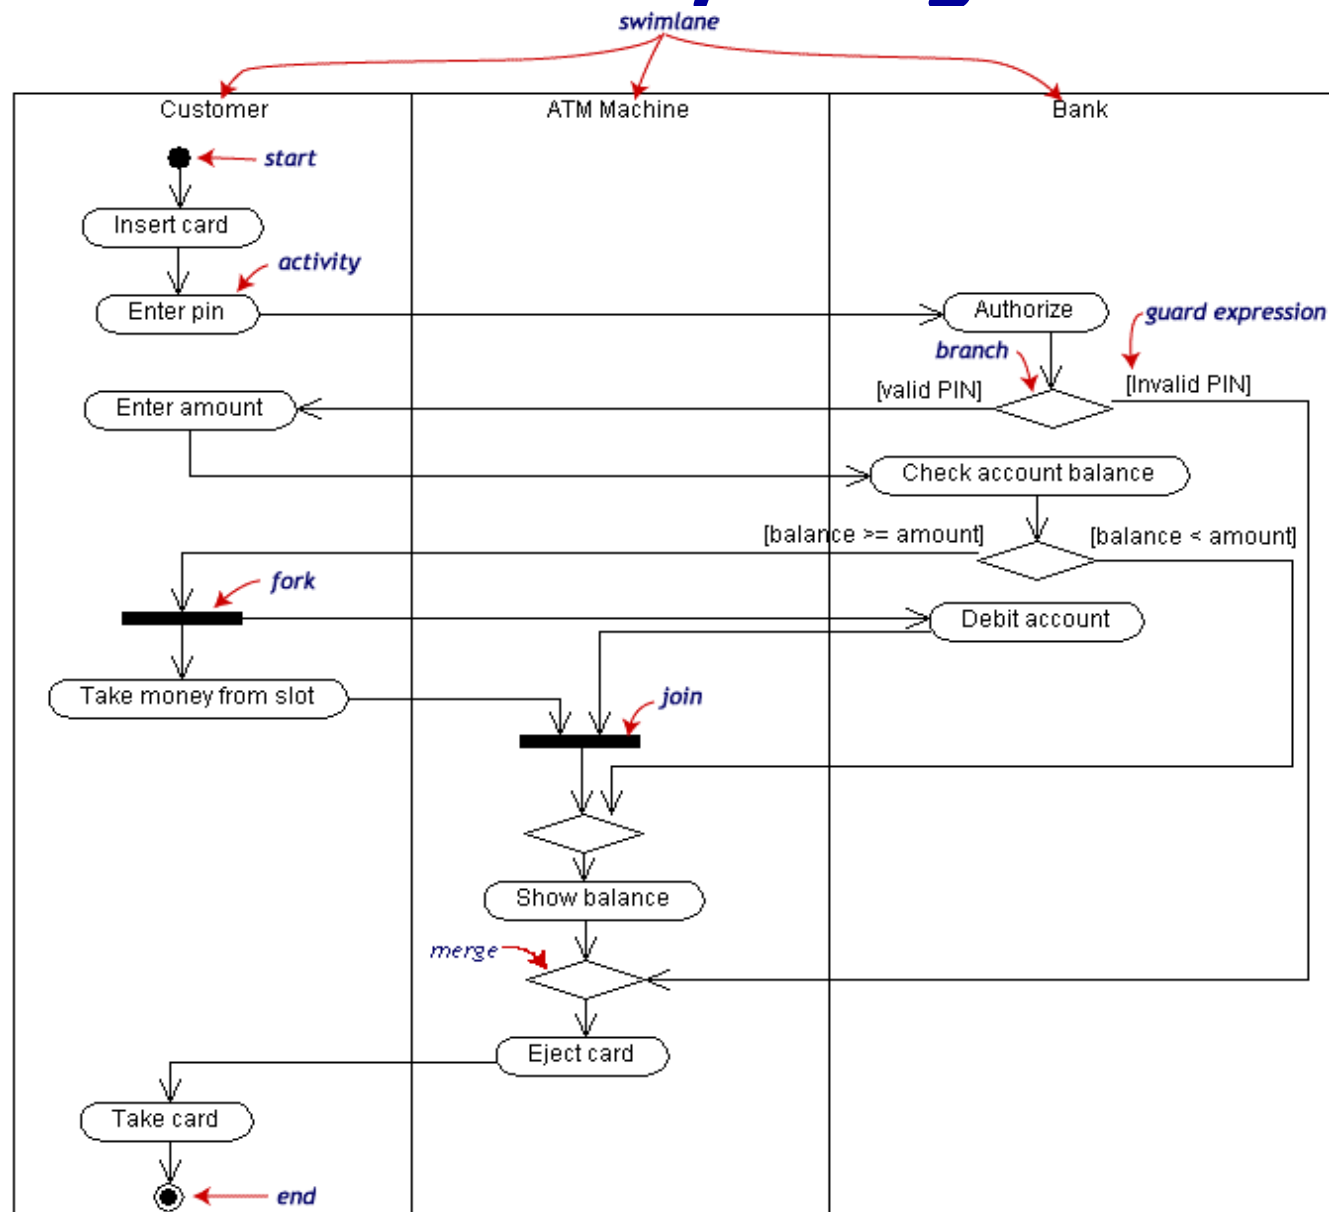 swimlane
Customer
ATM Machine
Bank
start
Insert card
activity
Enter pin
Authorize
guard expression
branch
[valid PIN]
[Invalid PIN]
Enter amount
Check account balance
[balance >= amount]
[balance < amount]
fork
Debit account
Take money from slot
join
Show balance
merge
Eject card
Take card
end